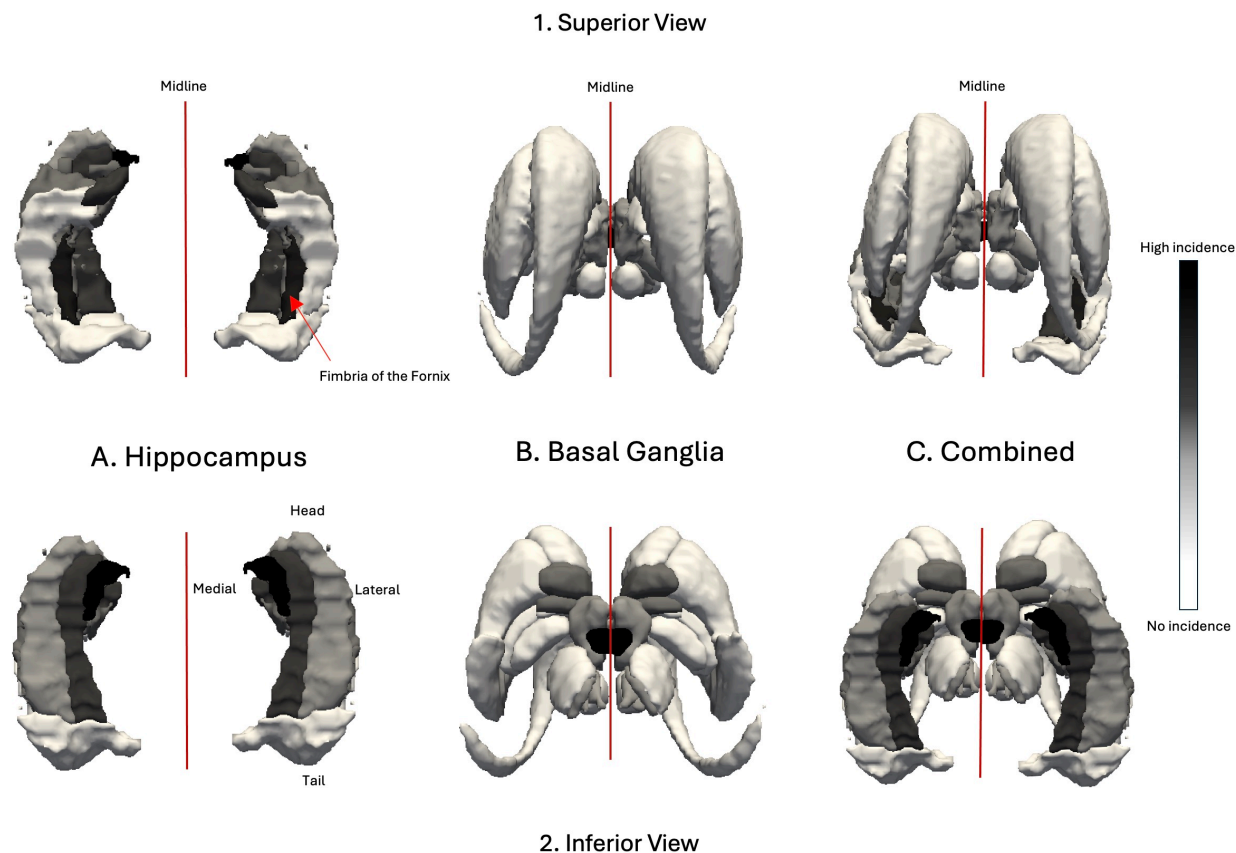 1. Superior View
Midline
Midline
Midline
High incidence
Fimbria of the Fornix
A. Hippocampus
B. Basal Ganglia
C. Combined
Head
Medial
Lateral
No incidence
Tail
2. Inferior View